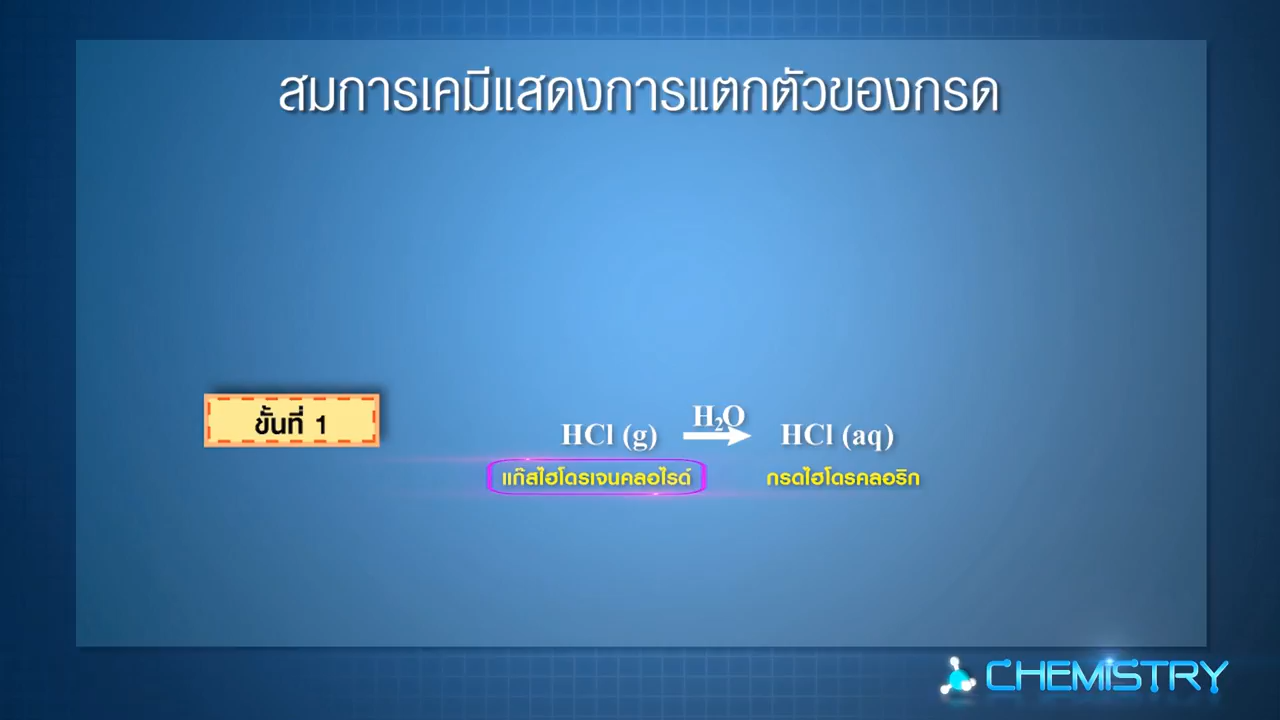 สมการเคมีแสดงการแตกตัวของกรด
ขั้นที่ 1
HCl (g) H₂O HCl (aq)
แก๊สไฮโดรเจนคลอไรด์ กรดไฮโดรคลอริก
CHEMISTRY